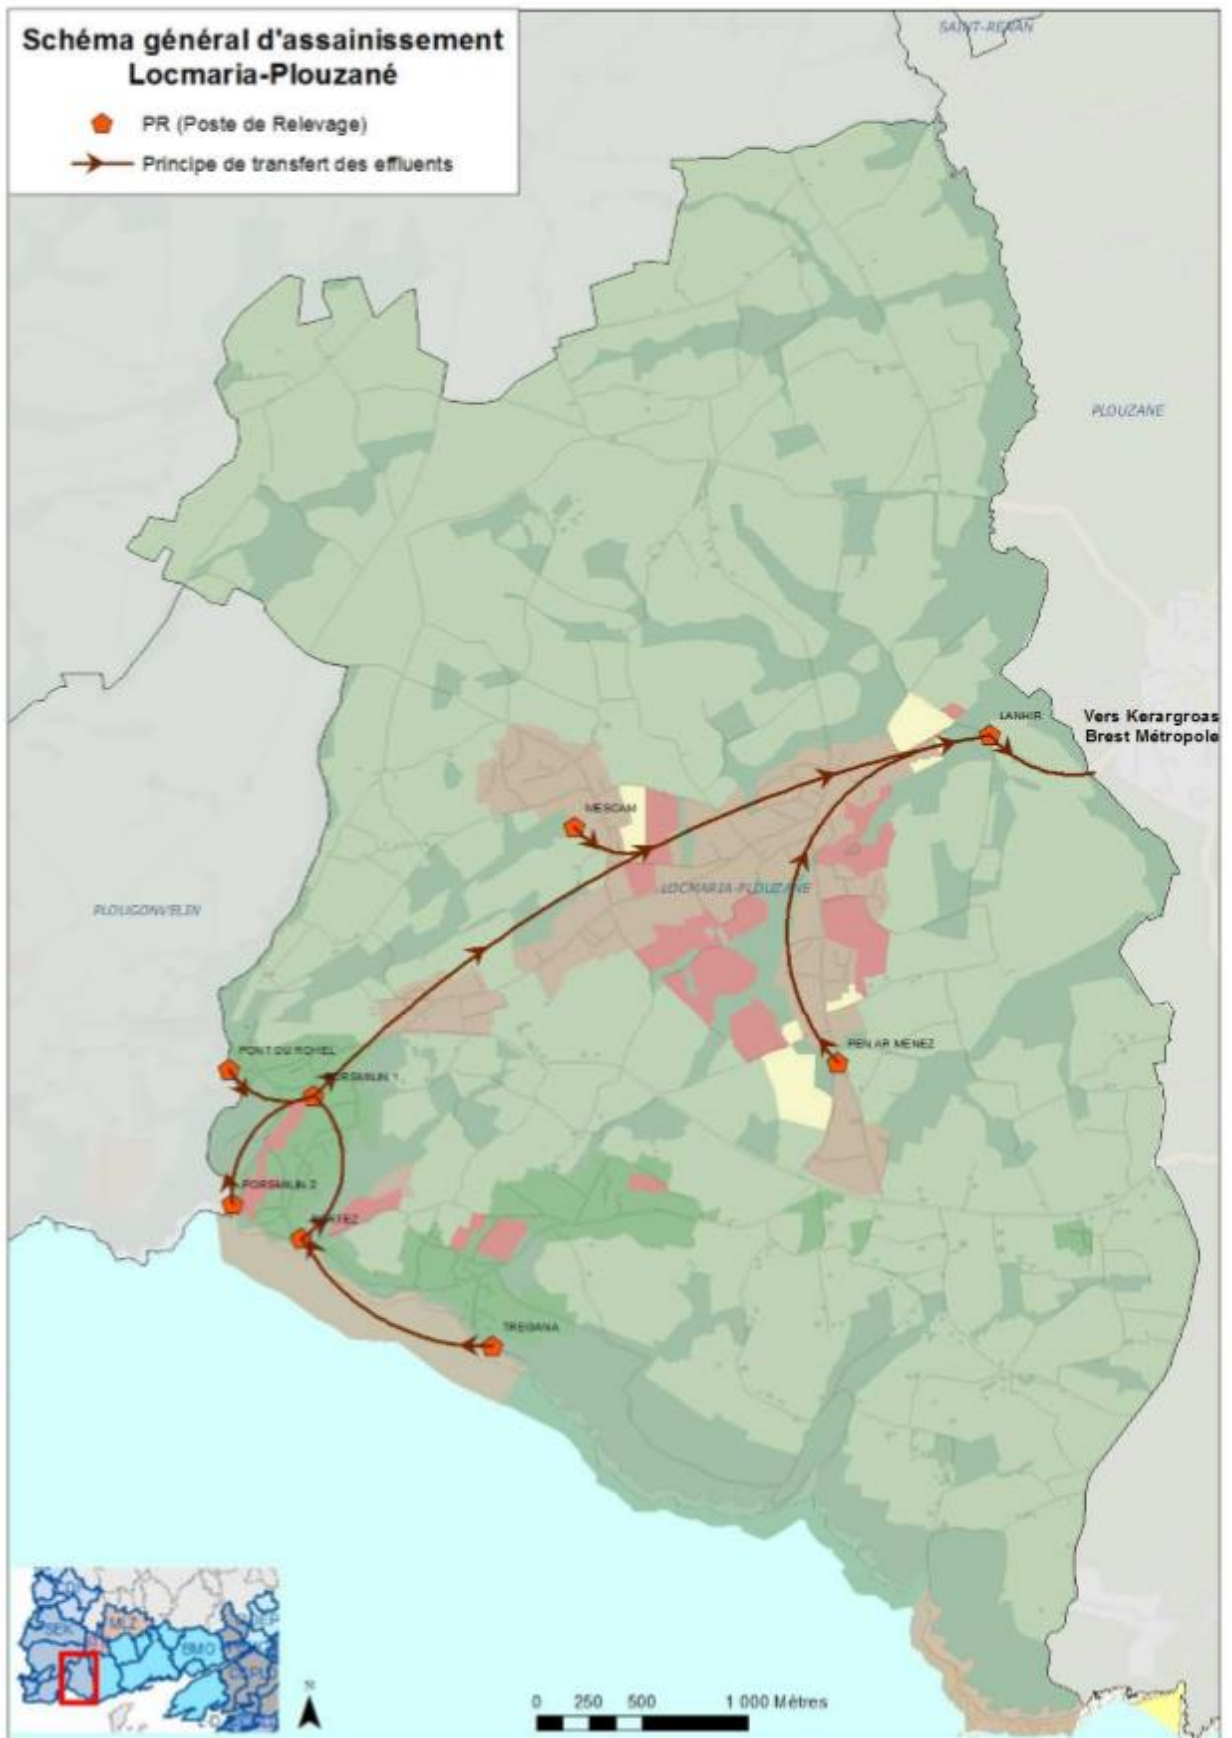 Schéma général d'assainissement
Locmaria-Plouzané
PR (Poste de Relevage)
Principe de transfert des effluents
SAINT-RENAN
PLOUZANE
LANHIR
Vers Kerargroas
Brest Métropole
MESCAM
LOCMARIA-PLOUZANE
PLOUGONVELIN
PEN AR MENEZ
PONT DU ROHEL
PORSMILIN 1
PORSMILIN 2
TREGANA
SEK
MLZ
BMO
N
0 250 500 1 000 Mètres